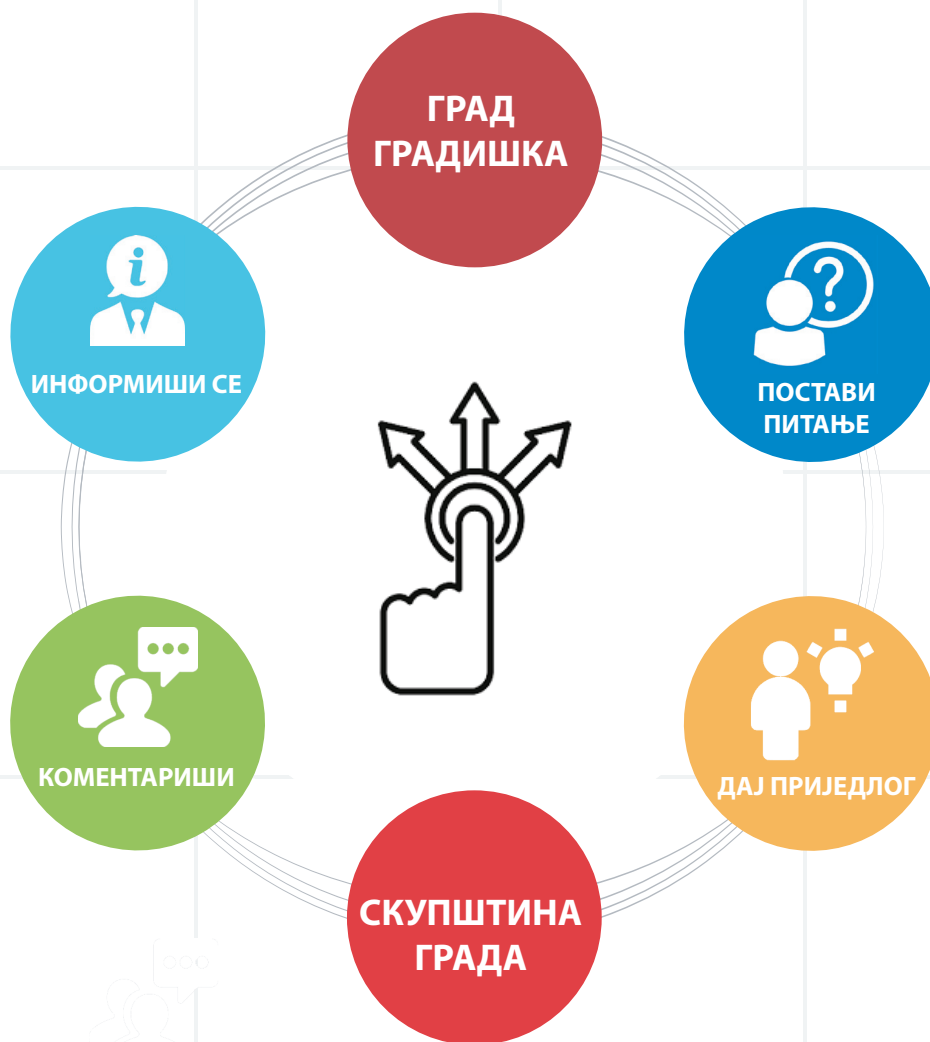 ГРАД
ГРАДИШКА
ИНФОРМИШИ СЕ
ПОСТАВИ
ПИТАЊЕ
КОМЕНТАРИШИ
ДАЈ ПРИЈЕДЛОГ
СКУПШТИНА
ГРАДА